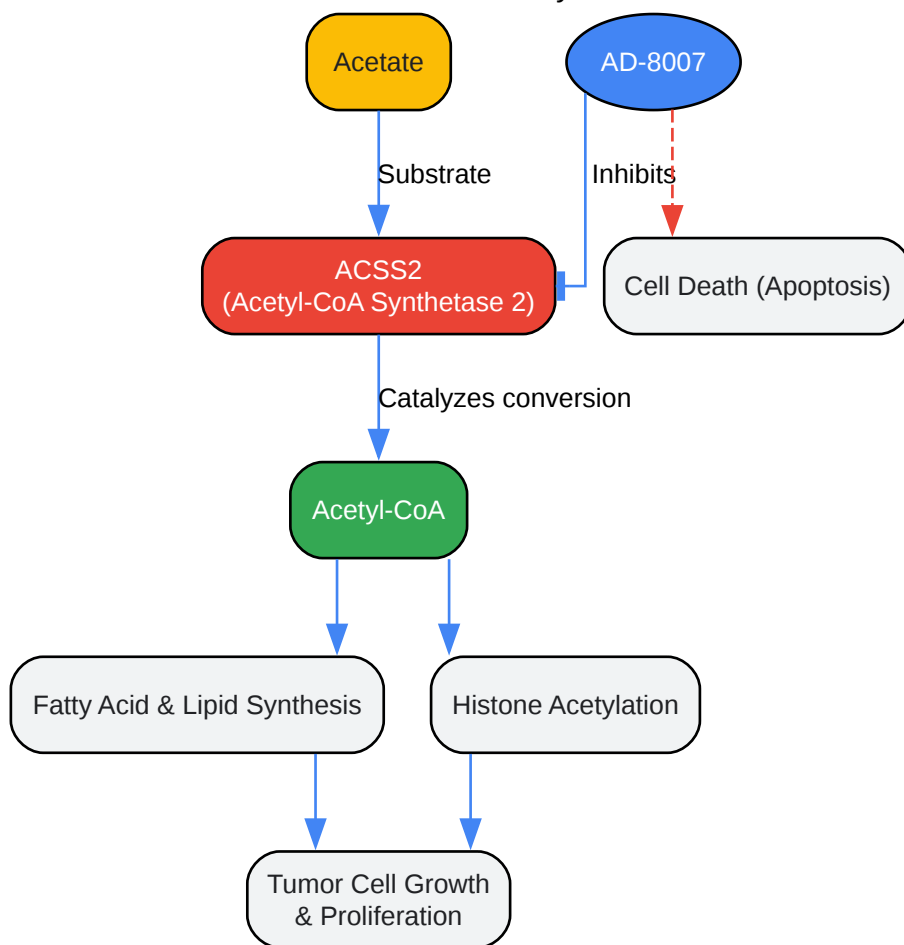 Acetate
AD-8007
Substrate
Inhibits
ACSS2
(Acetyl-CoA Synthetase 2)
Cell Death (Apoptosis)
Catalyzes conversion
Acetyl-CoA
Fatty Acid & Lipid Synthesis
Histone Acetylation
Tumor Cell Growth
& Proliferation